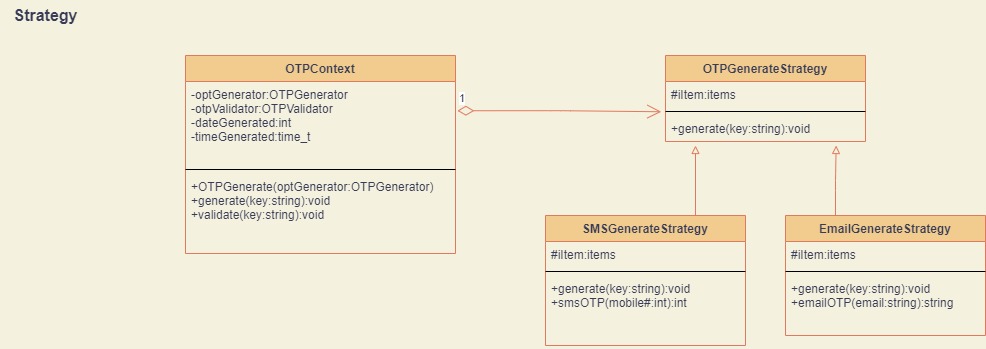 Strategy
OTPContext
-optGenerator:OTPGenerator
-otpValidator:OTPValidator
-dateGenerated:int
-timeGenerated:time_t
+OTPGenerate(optGenerator:OTPGenerator)
+generate(key:string):void
+validate(key:string):void
1
OTPGenerateStrategy
#iItem:items
+generate(key:string):void
SMSGenerateStrategy
#iItem:items
+generate(key:string):void
+smsOTP(mobile#:int):int
EmailGenerateStrategy
#iItem:items
+generate(key:string):void
+emailOTP(email:string):string